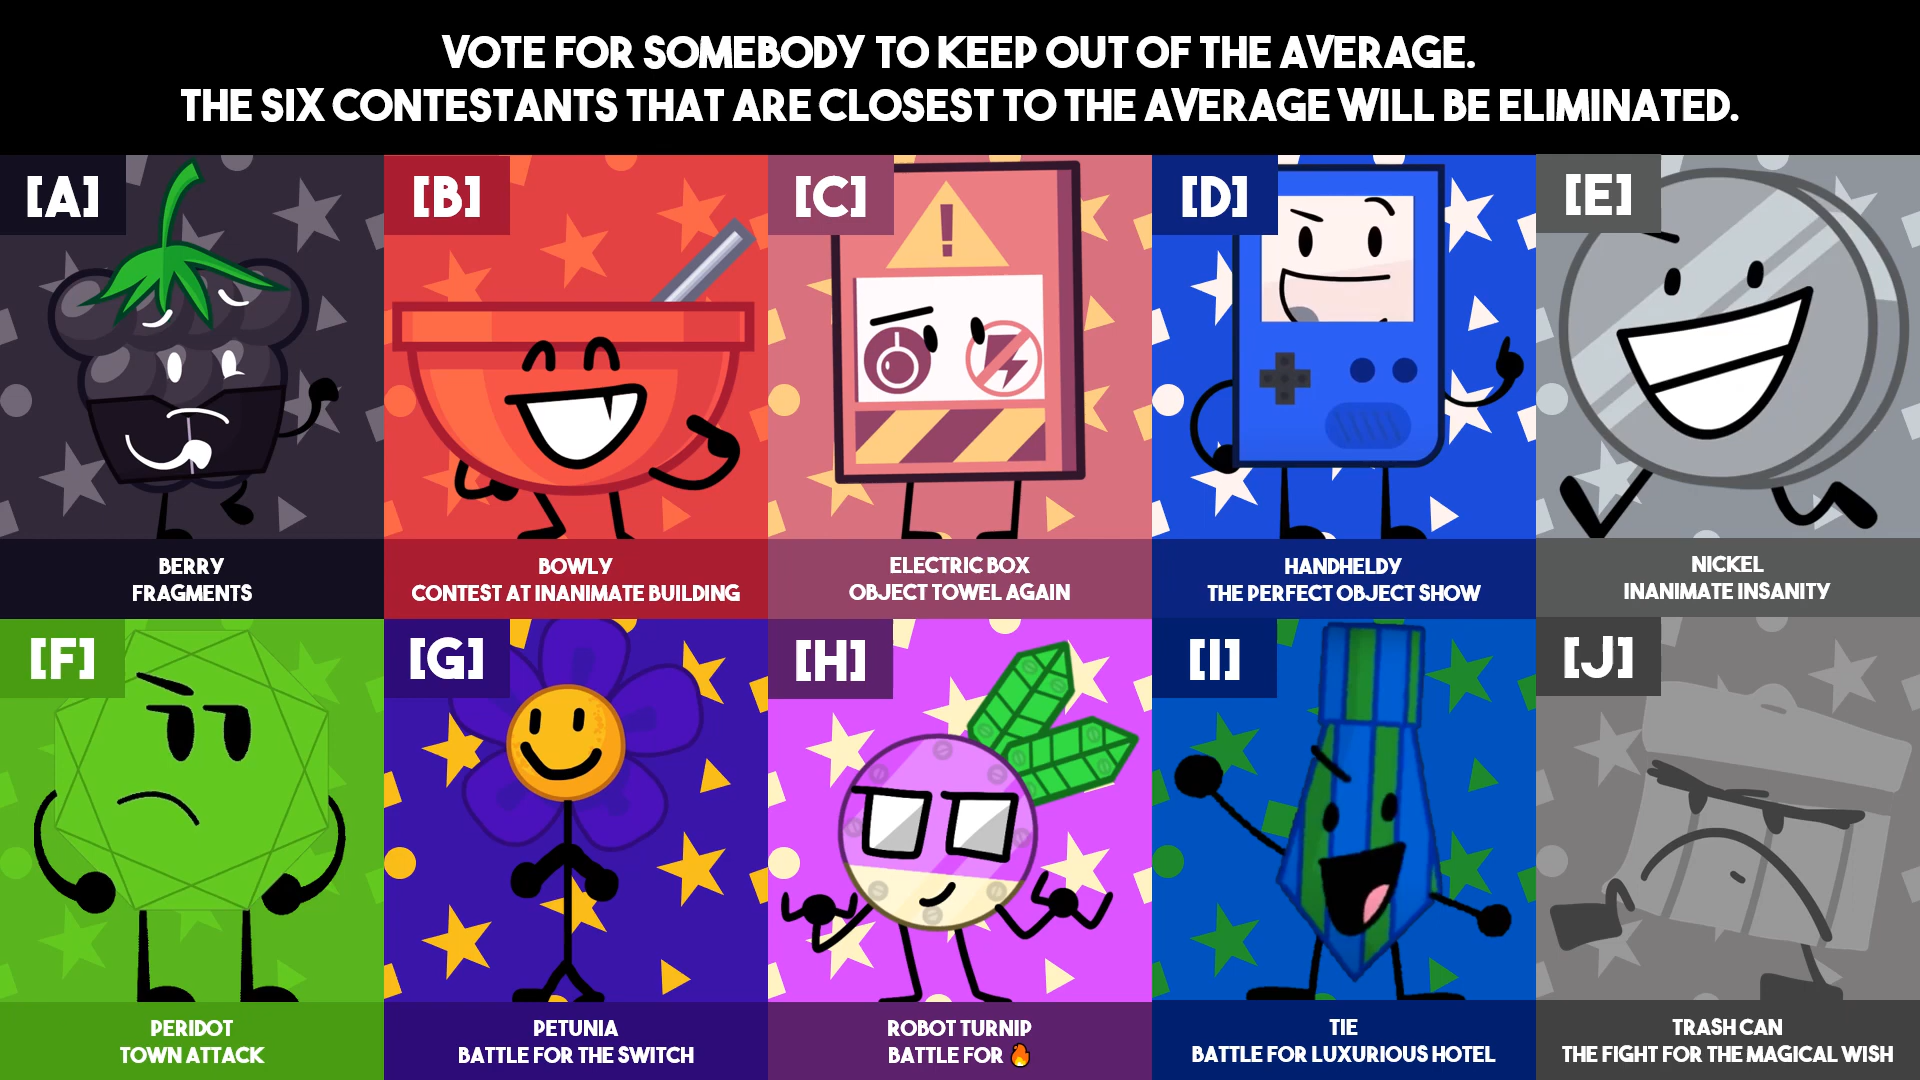 VOTE FOR SOMEBODY TO KEEP OUT OF THE AVERAGE.
THE SIX CONTESTANTS THAT ARE CLOSEST TO THE AVERAGE WILL BE ELIMINATED.
[A]
[B]
[C]
[D]
[E]
!
BERRY
FRAGMENTS
BOWLY
CONTEST AT INANIMATE BUILDING
ELECTRIC BOX
OBJECT TOWEL AGAIN
HANDHELDY
THE PERFECT OBJECT SHOW
NICKEL
INANIMATE INSANITY
[F]
[G]
[H]
[I]
[J]
PERIDOT
TOWN ATTACK
PETUNIA
BATTLE FOR THE SWITCH
ROBOT TURNIP
BATTLE FOR 🔥
TIE
BATTLE FOR LUXURIOUS HOTEL
TRASH CAN
THE FIGHT FOR THE MAGICAL WISH